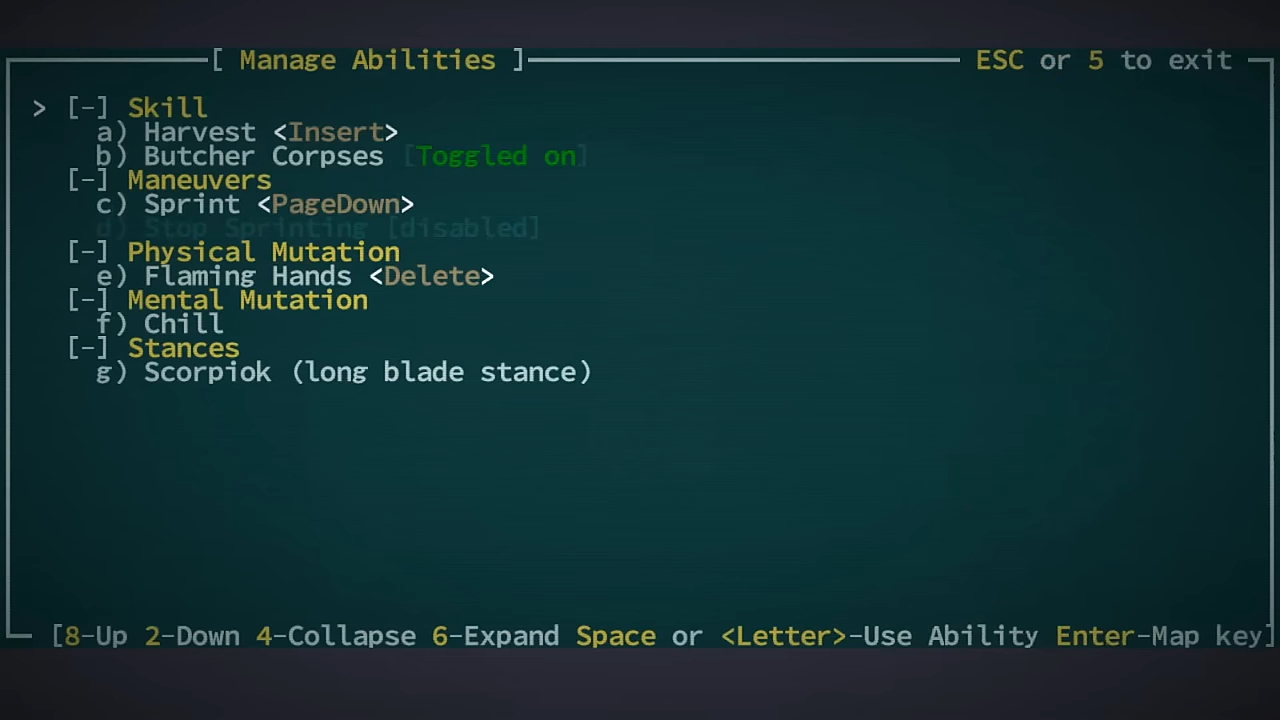 [ Manage Abilities ] ESC or 5 to exit
> [-] Skill
a) Harvest <Insert>
b) Butcher Corpses [Toggled on]
[-] Maneuvers
c) Sprint <PageDown>
d) Stop Sprinting [disabled]
[-] Physical Mutation
e) Flaming Hands <Delete>
[-] Mental Mutation
f) Chill
[-] Stances
g) Scorpiok (long blade stance)
[8-Up 2-Down 4-Collapse 6-Expand Space or <Letter>-Use Ability Enter-Map key]